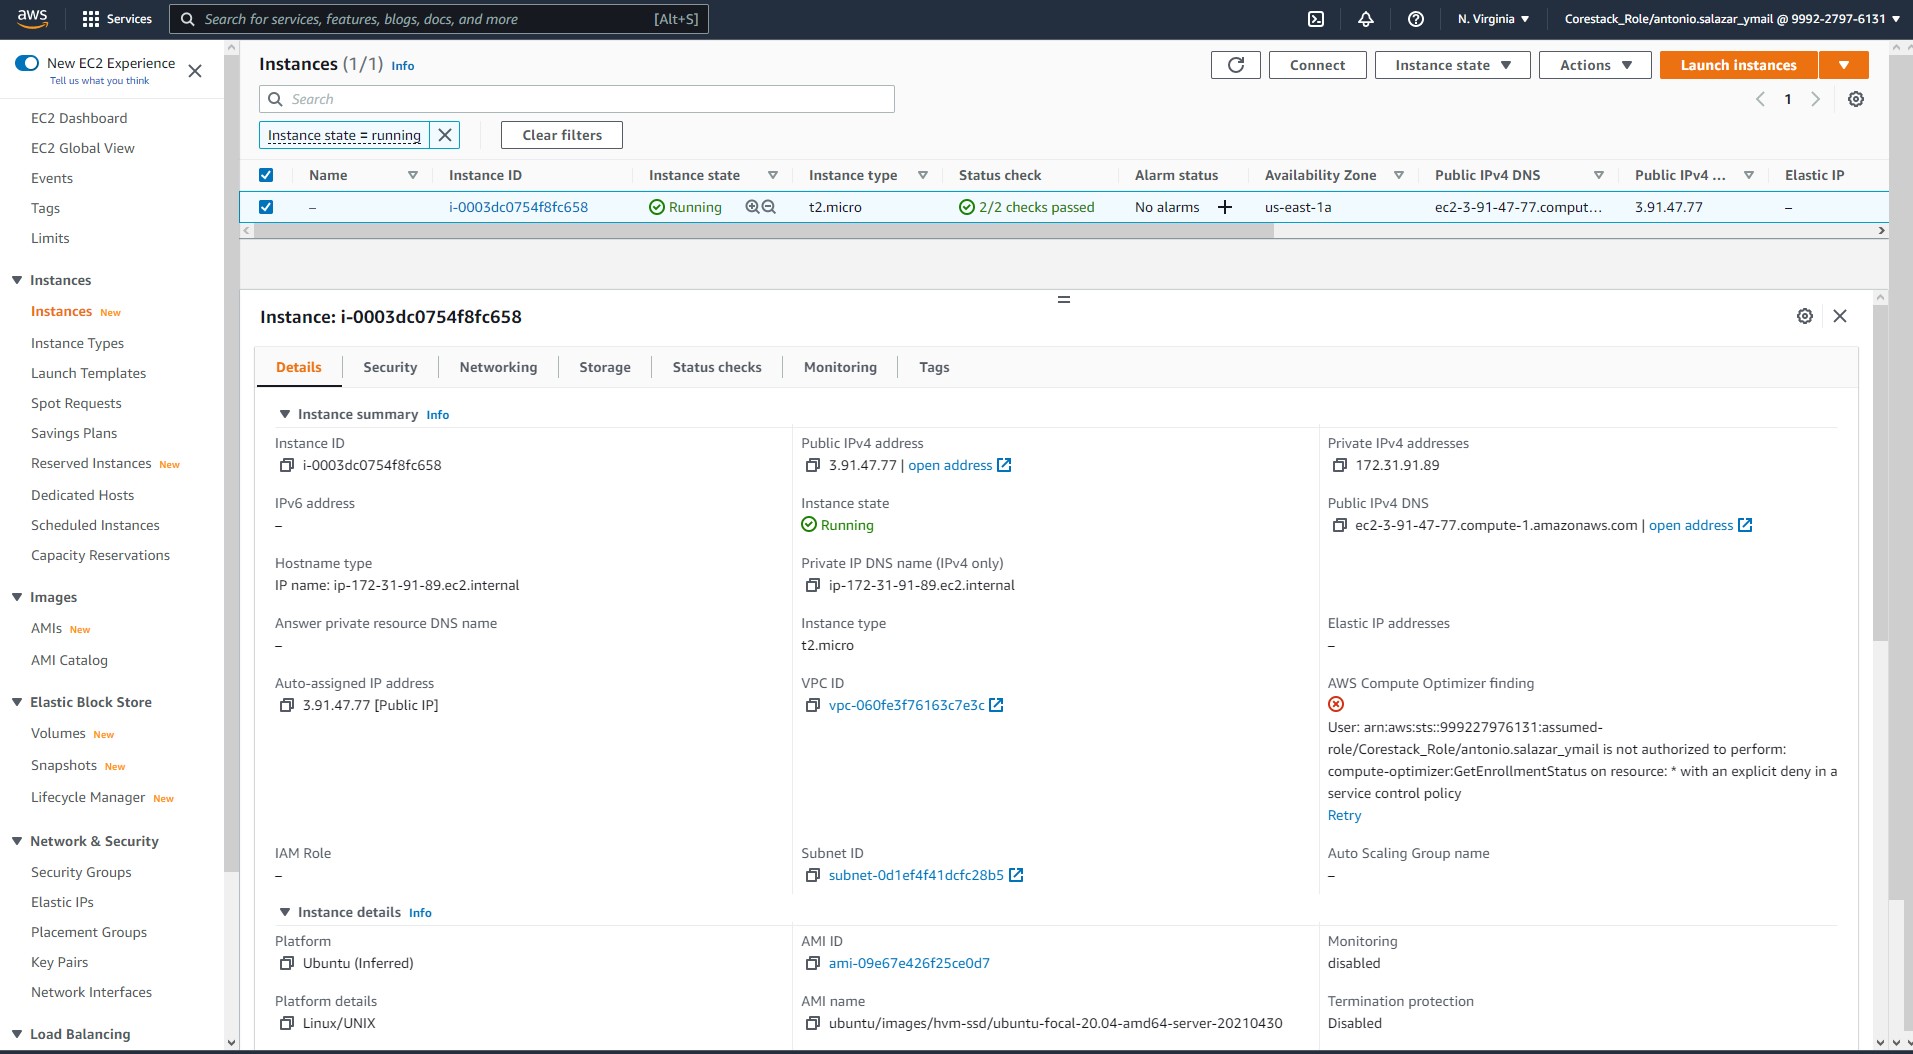 aws
Services
Search for services, features, blogs, docs, and more
[Alt+S]
N. Virginia
Corestack_Role/antonio.salazar_ymail @ 9992-2797-6131
New EC2 Experience
Tell us what you think
EC2 Dashboard
EC2 Global View
Events
Tags
Limits
Instances
Instances New
Instance Types
Launch Templates
Spot Requests
Savings Plans
Reserved Instances New
Dedicated Hosts
Scheduled Instances
Capacity Reservations
Images
AMIs New
AMI Catalog
Elastic Block Store
Volumes New
Snapshots New
Lifecycle Manager New
Network & Security
Security Groups
Elastic IPs
Placement Groups
Key Pairs
Network Interfaces
Load Balancing
Instances (1/1) Info
Connect
Instance state
Actions
Launch instances
Search
1
Instance state = running
Clear filters
Name Instance ID Instance state Instance type Status check Alarm status Availability Zone Public IPv4 DNS Public IPv4 ... Elastic IP
– i-0003dc0754f8fc658 Running t2.micro 2/2 checks passed No alarms + us-east-1a ec2-3-91-47-77.comput... 3.91.47.77 –
Instance: i-0003dc0754f8fc658
Details Security Networking Storage Status checks Monitoring Tags
Instance summary Info
Instance ID
i-0003dc0754f8fc658
Public IPv4 address
3.91.47.77 | open address
Private IPv4 addresses
172.31.91.89
IPv6 address
–
Instance state
Running
Public IPv4 DNS
ec2-3-91-47-77.compute-1.amazonaws.com | open address
Hostname type
IP name: ip-172-31-91-89.ec2.internal
Private IP DNS name (IPv4 only)
ip-172-31-91-89.ec2.internal
Answer private resource DNS name
–
Instance type
t2.micro
Elastic IP addresses
–
Auto-assigned IP address
3.91.47.77 [Public IP]
VPC ID
vpc-060fe3f76163c7e3c
AWS Compute Optimizer finding
User: arn:aws:sts::999227976131:assumed-
role/Corestack_Role/antonio.salazar_ymail is not authorized to perform:
compute-optimizer:GetEnrollmentStatus on resource: * with an explicit deny in a
service control policy
Retry
IAM Role
–
Subnet ID
subnet-0d1ef4f41dcfc28b5
Auto Scaling Group name
–
Instance details Info
Platform
Ubuntu (Inferred)
AMI ID
ami-09e67e426f25ce0d7
Monitoring
disabled
Platform details
Linux/UNIX
AMI name
ubuntu/images/hvm-ssd/ubuntu-focal-20.04-amd64-server-20210430
Termination protection
Disabled